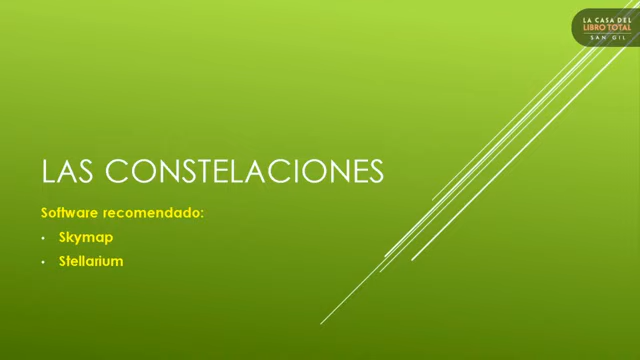 LA CASA DEL
LIBRO TOTAL
SAN GIL
LAS CONSTELACIONES
Software recomendado:
• Skymap
• Stellarium